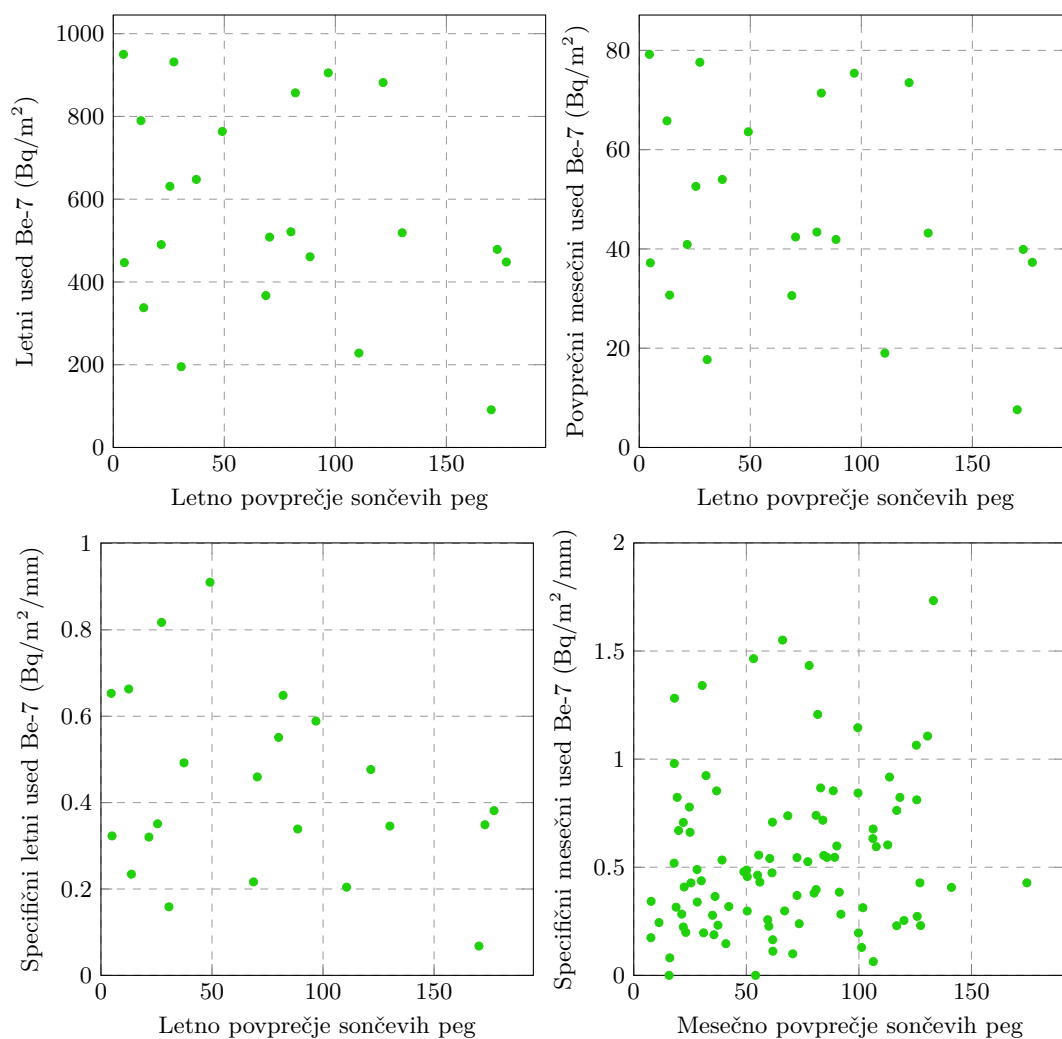 Letni used Be-7 (Bq/m²)
1000
800
600
400
200
0
0 50 100 150
Letno povprečje sončevih peg
Povprečni mesečni used Be-7 (Bq/m²)
80
60
40
20
0
0 50 100 150
Letno povprečje sončevih peg
Specifični letni used Be-7 (Bq/m²/mm)
1
0.8
0.6
0.4
0.2
0
0 50 100 150
Letno povprečje sončevih peg
Specifični mesečni used Be-7 (Bq/m²/mm)
2
1.5
1
0.5
0
0 50 100 150
Mesečno povprečje sončevih peg